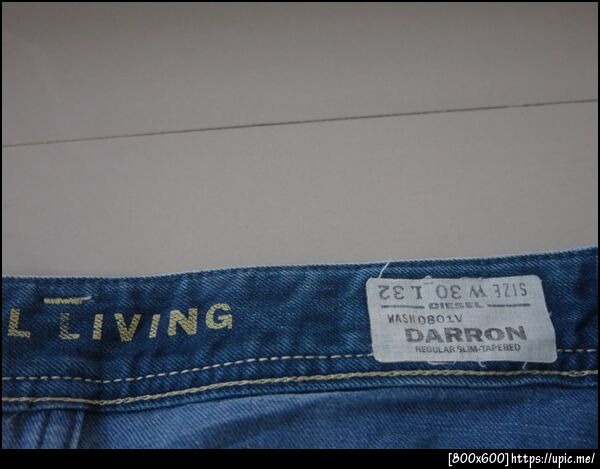 L LIVING
SIZE W 30 L 32
DIESEL
WASH 0801V
DARRON
REGULAR SLIM-TAPERED
[800x600]https://upic.me/